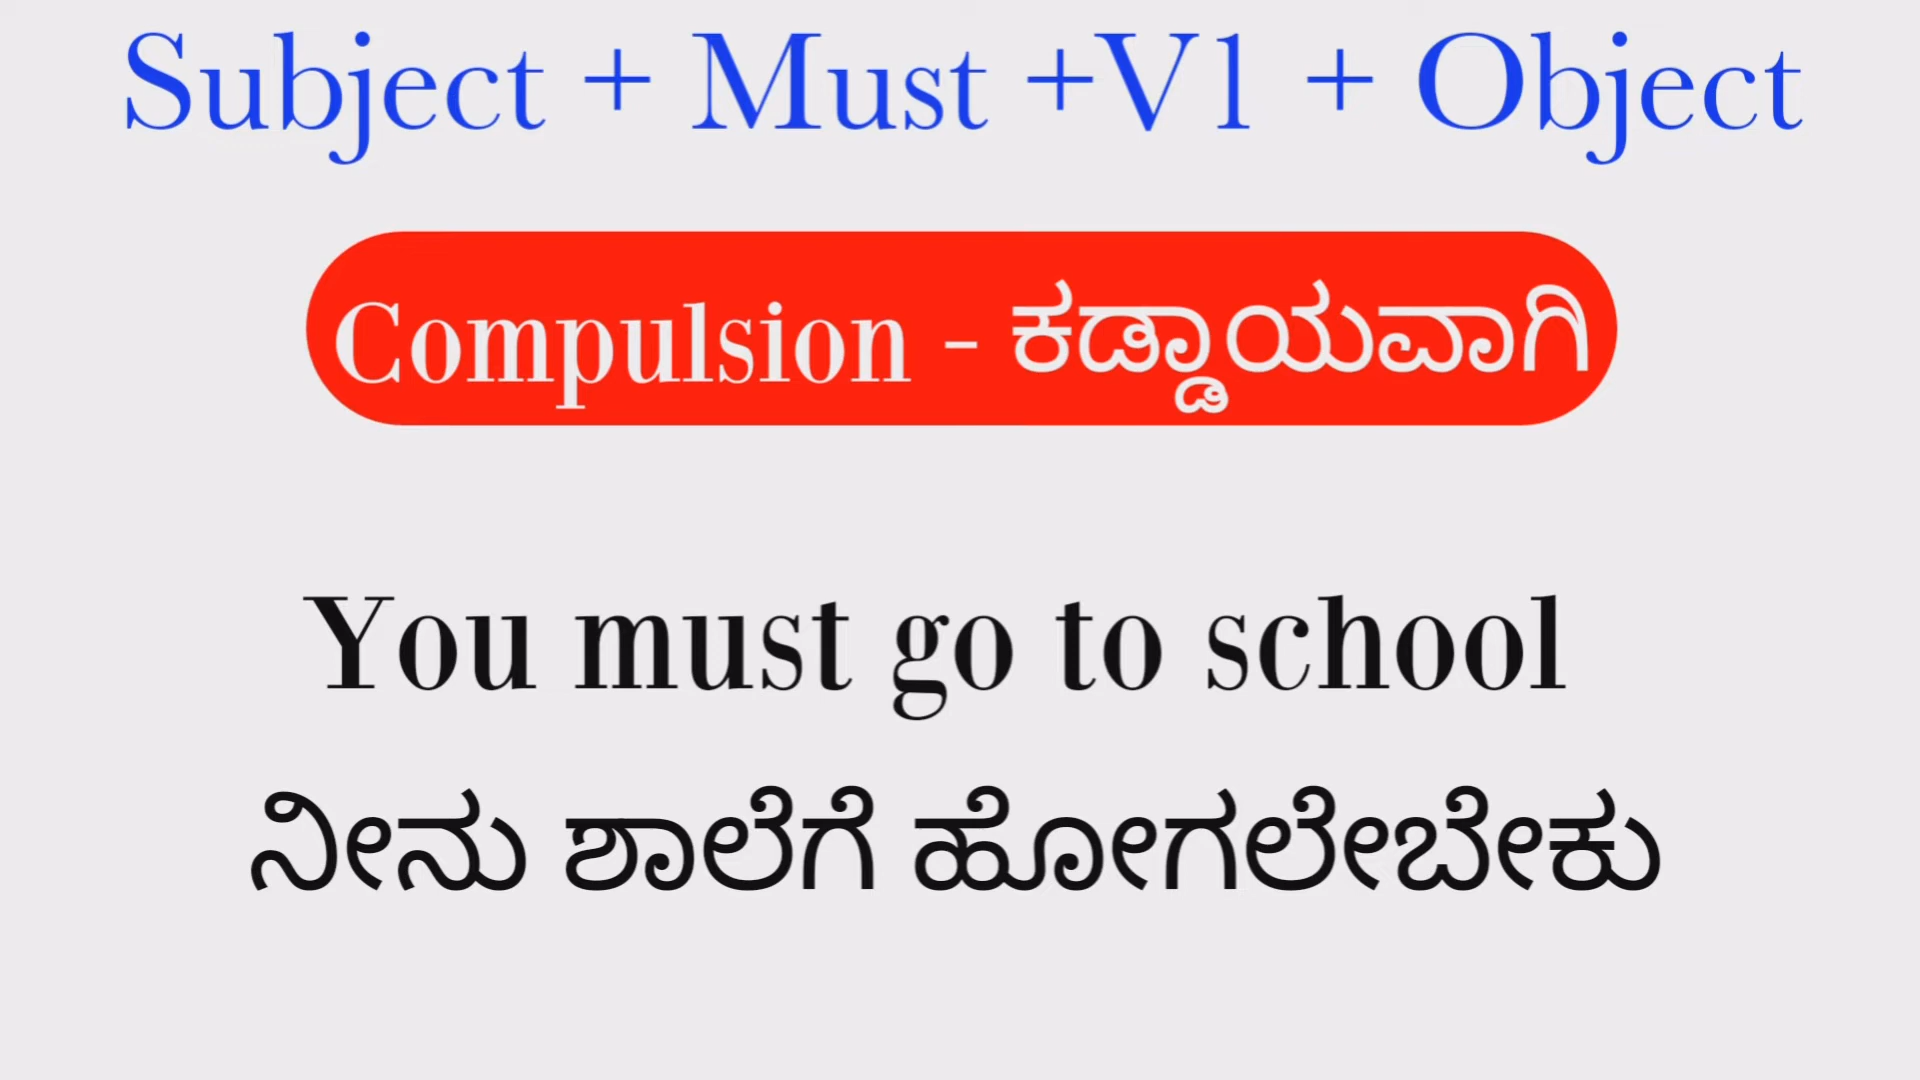 Subject + Must +V1 + Object
Compulsion - ಕಡ್ಡಾಯವಾಗಿ
You must go to school
ನೀನು ಶಾಲೆಗೆ ಹೋಗಲೇಬೇಕು